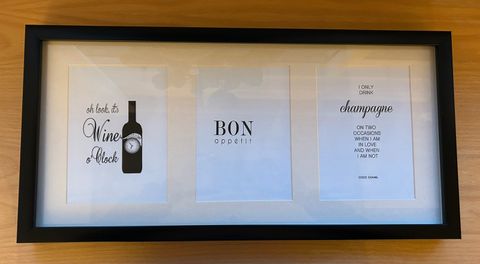 oh look, it's
Wine
o'Clock
BON
appétit
I ONLY
DRINK
champagne
ON TWO
OCCASIONS
WHEN I AM
IN LOVE
AND WHEN
I AM NOT
COCO CHANEL